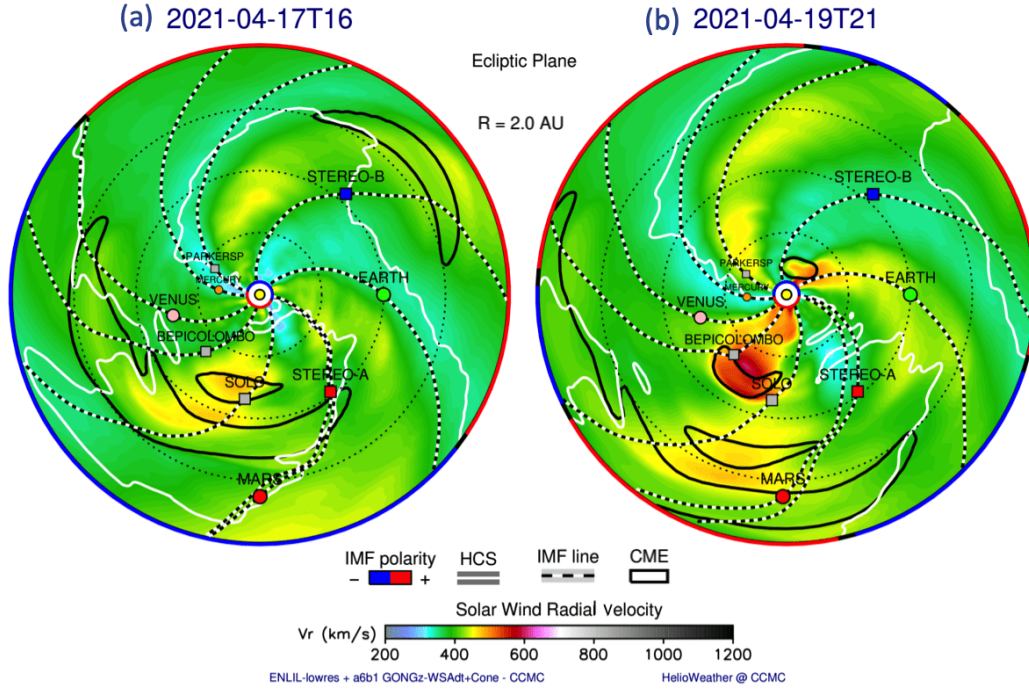 (a) 2021-04-17T16
(b) 2021-04-19T21
Ecliptic Plane
R = 2.0 AU
STEREO-B
PARKERSP
MERCURY
EARTH
VENUS
BEPICOLOMBO
SOLO
STEREO-A
MARS
STEREO-B
PARKERSP
MERCURY
EARTH
VENUS
BEPICOLOMBO
SOLO
STEREO-A
MARS
IMF polarity
HCS
IMF line
CME
− +
Solar Wind Radial Velocity
Vr (km/s)
200 400 600 800 1000 1200
ENLIL-lowres + a6b1 GONGz-WSAdt+Cone - CCMC
HelioWeather @ CCMC